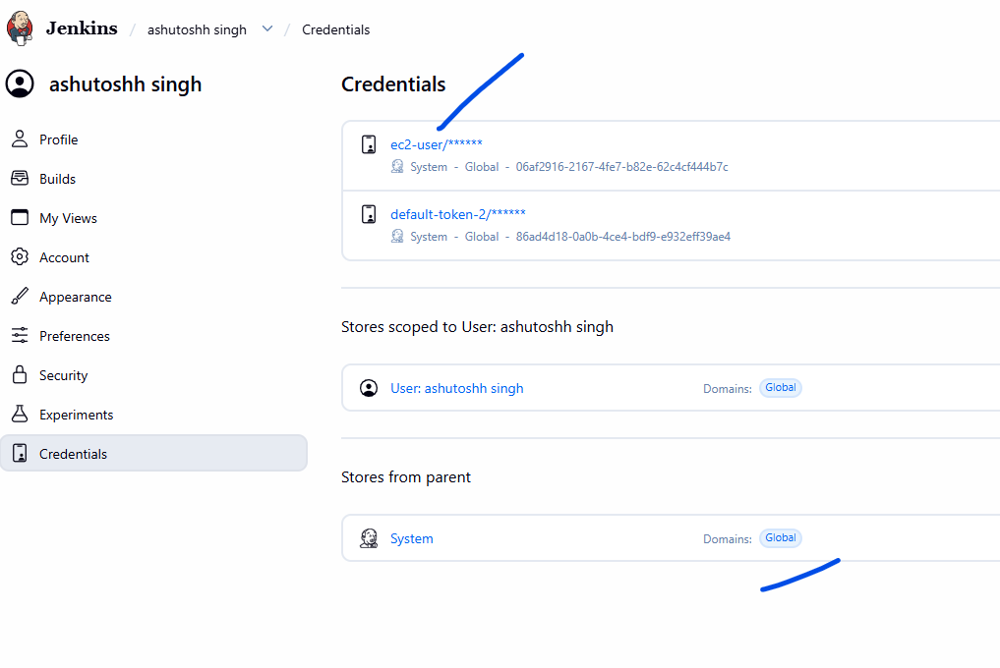 Jenkins / ashutoshh singh / Credentials
ashutoshh singh
Profile
Builds
My Views
Account
Appearance
Preferences
Security
Experiments
Credentials
Credentials
ec2-user/******
System - Global - 06af2916-2167-4fe7-b82e-62c4cf444b7c
default-token-2/******
System - Global - 86ad4d18-0a0b-4ce4-bdf9-e932eff39ae4
Stores scoped to User: ashutoshh singh
User: ashutoshh singh Domains: Global
Stores from parent
System Domains: Global